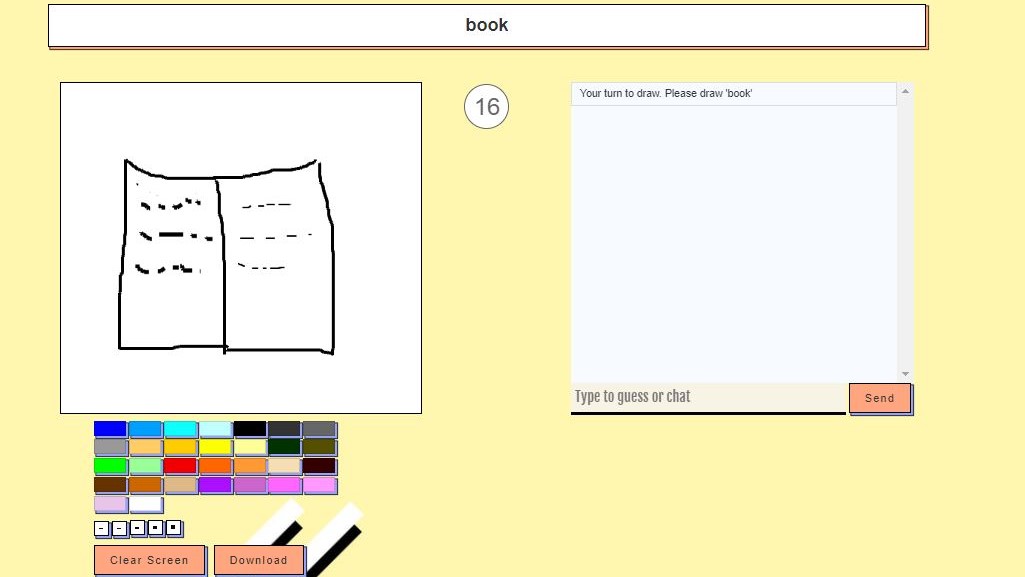 book
16
Your turn to draw. Please draw 'book'
Type to guess or chat
Send
Clear Screen
Download